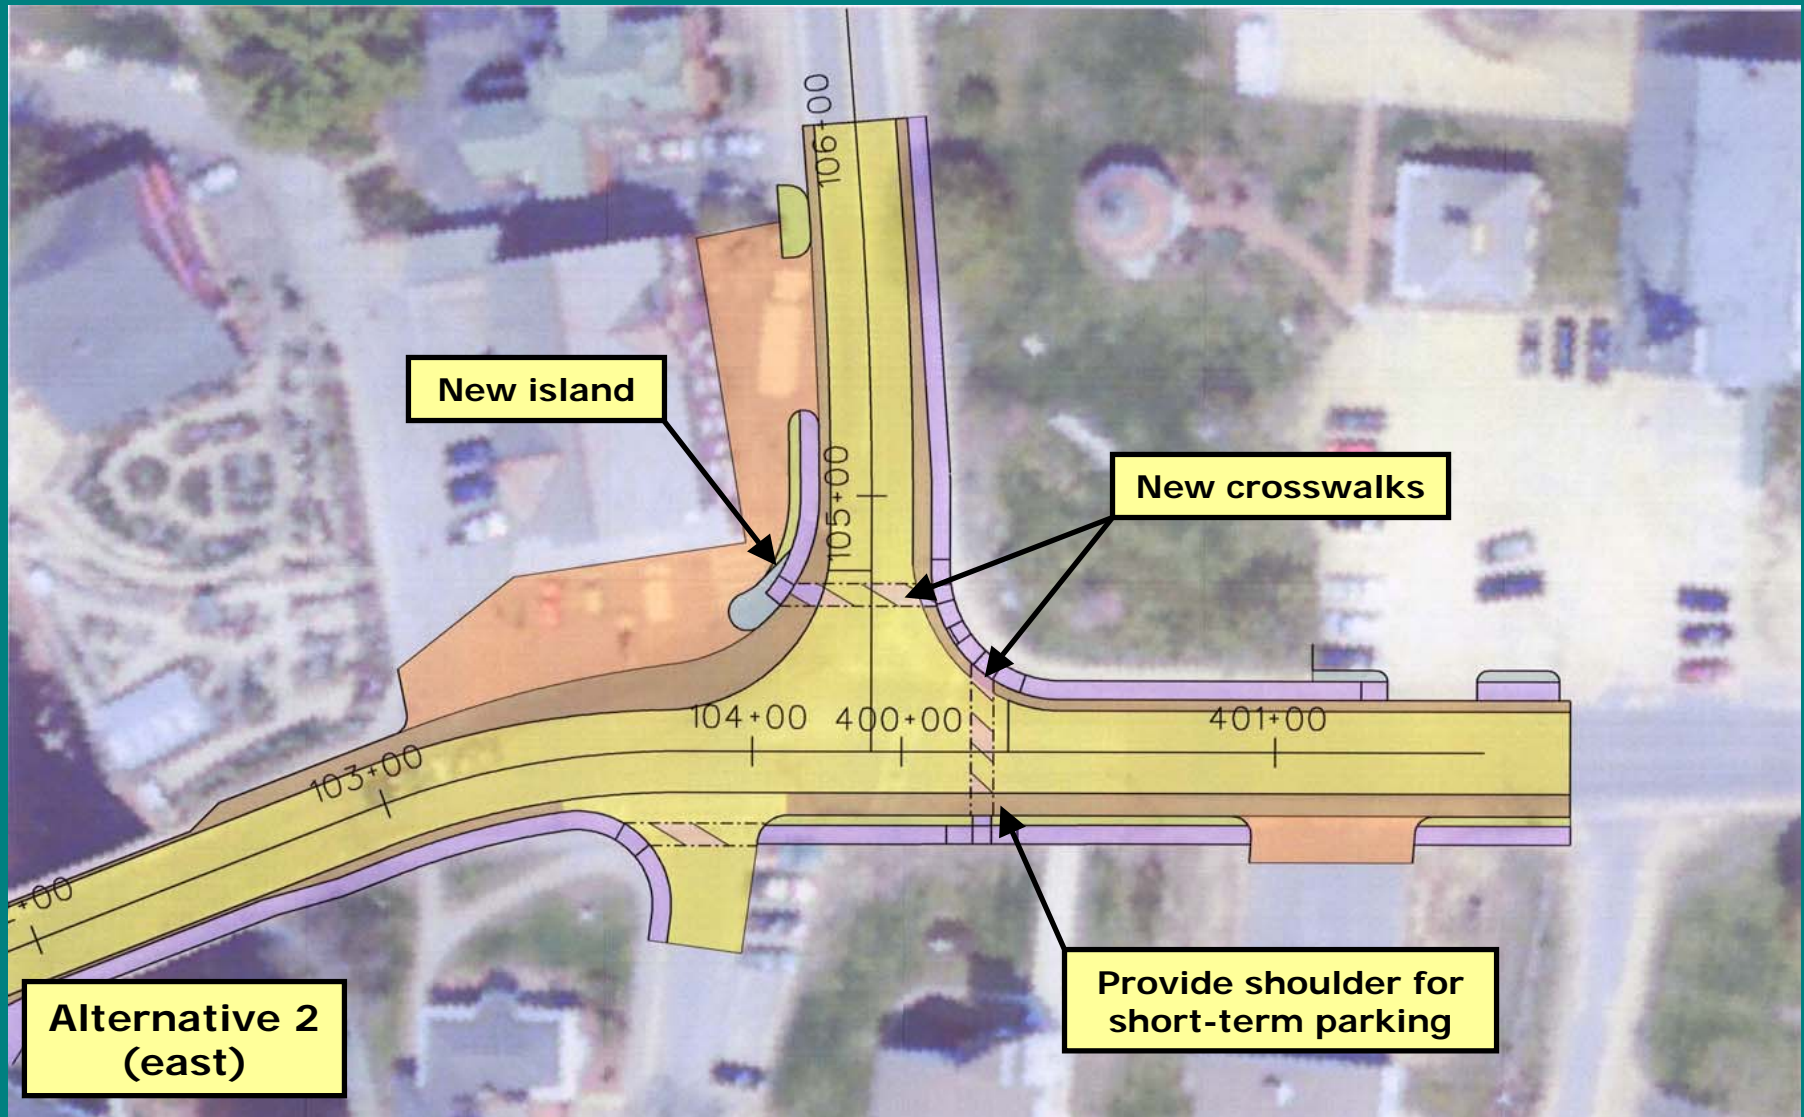 106+00
New island
105+00
New crosswalks
104+00
400+00
401+00
103+00
+00
Provide shoulder for
short-term parking
Alternative 2
(east)